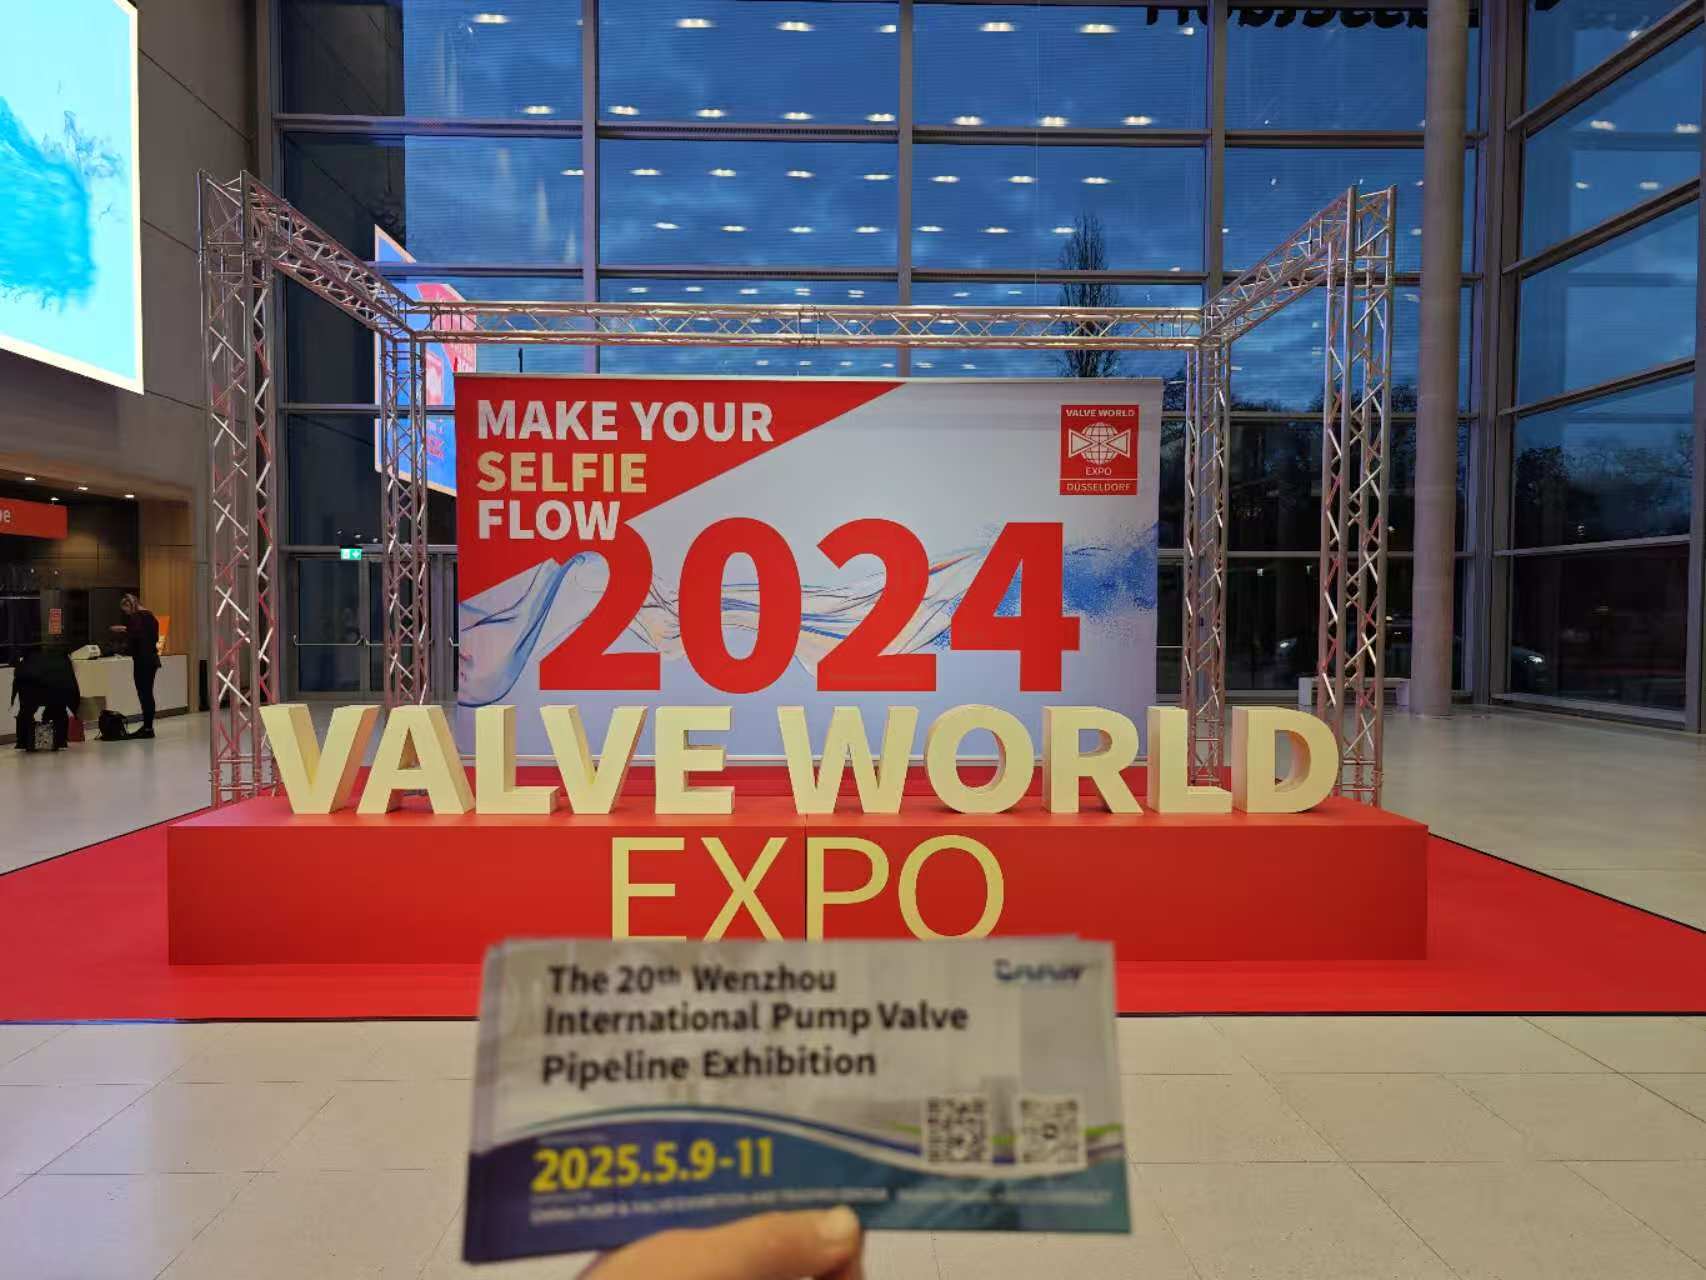 MAKE YOUR
SELFIE
FLOW
VALVE WORLD
EXPO
DÜSSELDORF
2024
VALVE WORLD
EXPO
The 20th Wenzhou
International Pump Valve
Pipeline Exhibition
2025.5.9-11